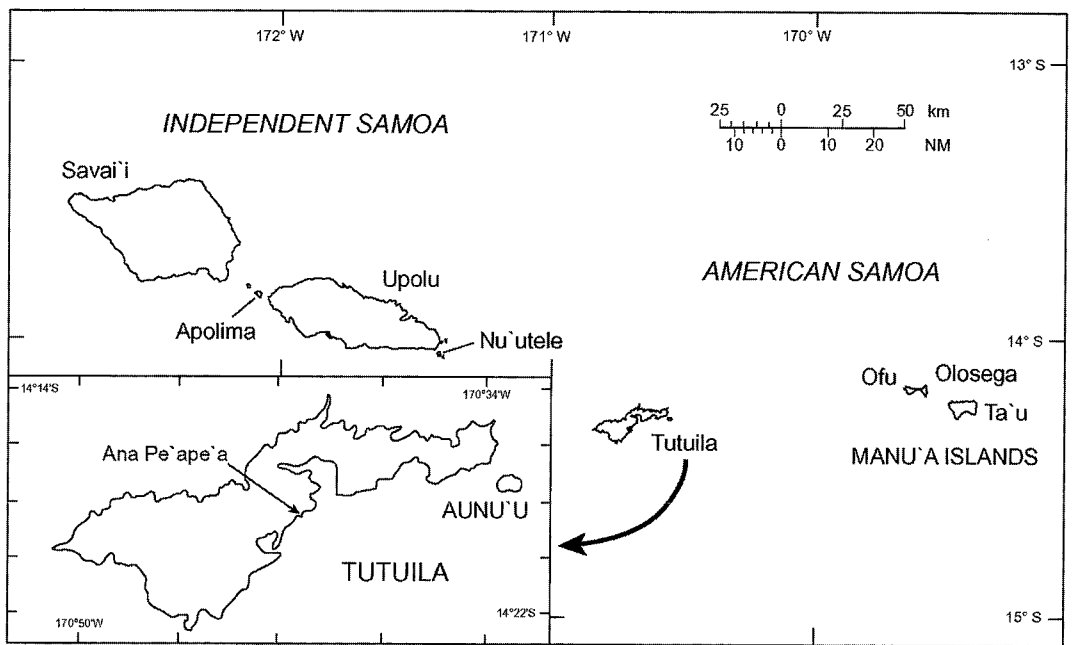 172° W 171° W 170° W
13° S
25 0 25 50 km
10 0 10 20 NM
INDEPENDENT SAMOA
Savai`i
AMERICAN SAMOA
Upolu
Apolima
Nu`utele
14° S
Ofu Olosega
Ta`u
Tutuila
MANU`A ISLANDS
14°14'S 170°34'W
Ana Pe`ape`a
AUNU`U
TUTUILA
170°50'W 14°22'S
15° S